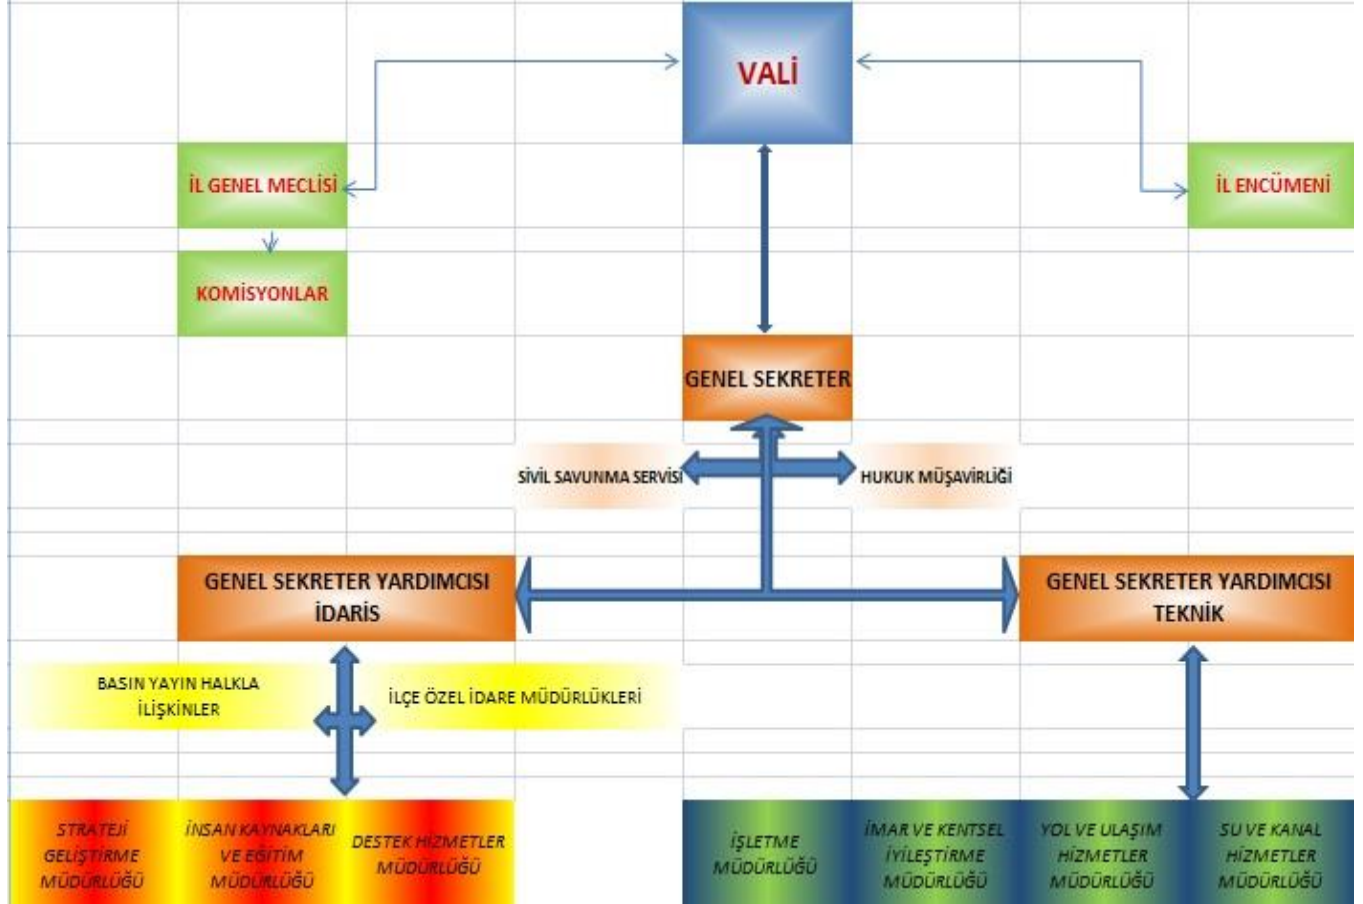 VALİ
İL GENEL MECLİSİ
İL ENCÜMENİ
KOMİSYONLAR
GENEL SEKRETER
SİVİL SAVUNMA SERVİSİ
HUKUK MÜŞAVİRLİĞİ
GENEL SEKRETER YARDIMCISI
İDARİS
GENEL SEKRETER YARDIMCISI
TEKNİK
BASIN YAYIN HALKLA
İLİŞKİNLER
İLÇE ÖZEL İDARE MÜDÜRLÜKLERİ
STRATEJİ
GELİŞTİRME
MÜDÜRLÜĞÜ
İNSAN KAYNAKLARI
VE EĞİTİM
MÜDÜRLÜĞÜ
DESTEK HİZMETLER
MÜDÜRLÜĞÜ
İŞLETME
MÜDÜRLÜĞÜ
İMAR VE KENTSEL
İYİLEŞTİRME
MÜDÜRLÜĞÜ
YOL VE ULAŞIM
HİZMETLER
MÜDÜRLÜĞÜ
SU VE KANAL
HİZMETLER
MÜDÜRLÜĞÜ